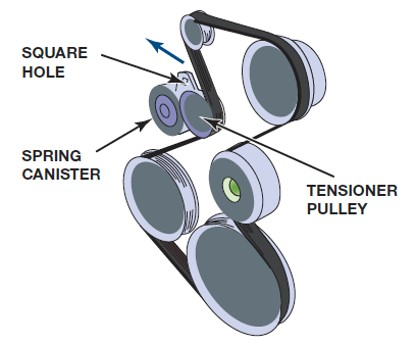 SQUARE
HOLE
SPRING
CANISTER
TENSIONER
PULLEY